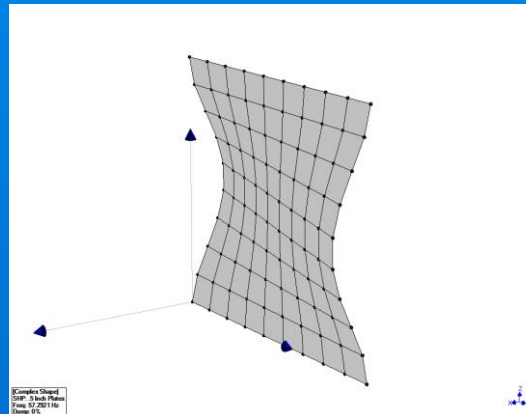 [Complex Shape]
SHP: .5 Inch Plates
Freq: 57.2921 Hz
Damp: 0%
Z
X